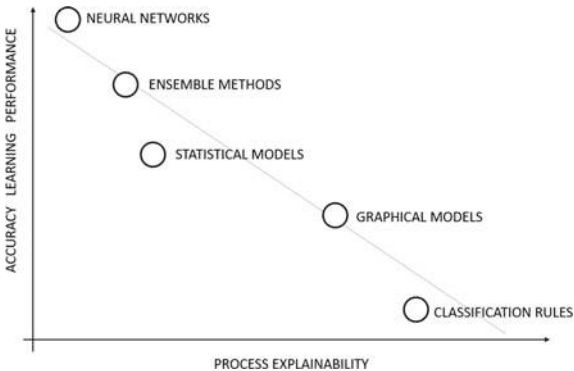 NEURAL NETWORKS
ENSEMBLE METHODS
STATISTICAL MODELS
GRAPHICAL MODELS
CLASSIFICATION RULES
ACCURACY LEARNING PERFORMANCE
PROCESS EXPLAINABILITY